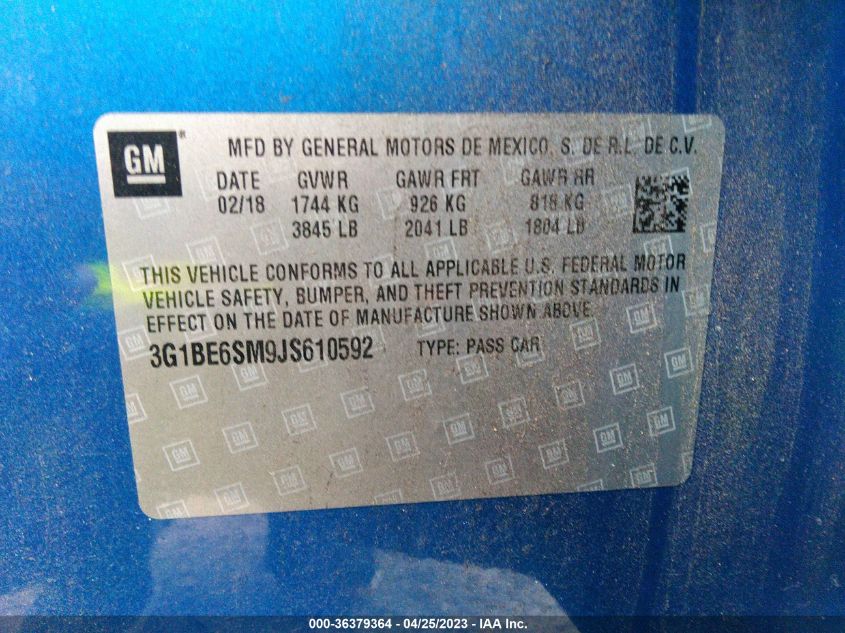 GM ® MFD BY GENERAL MOTORS DE MEXICO, S. DE R.L. DE C.V.
DATE GVWR GAWR FRT GAWR RR
02/18 1744 KG 926 KG 818 KG
3845 LB 2041 LB 1804 LB
THIS VEHICLE CONFORMS TO ALL APPLICABLE U.S. FEDERAL MOTOR
VEHICLE SAFETY, BUMPER, AND THEFT PREVENTION STANDARDS IN
EFFECT ON THE DATE OF MANUFACTURE SHOWN ABOVE.
3G1BE6SM9JS610592 TYPE: PASS CAR
000-36379364 - 04/25/2023 - IAA Inc.